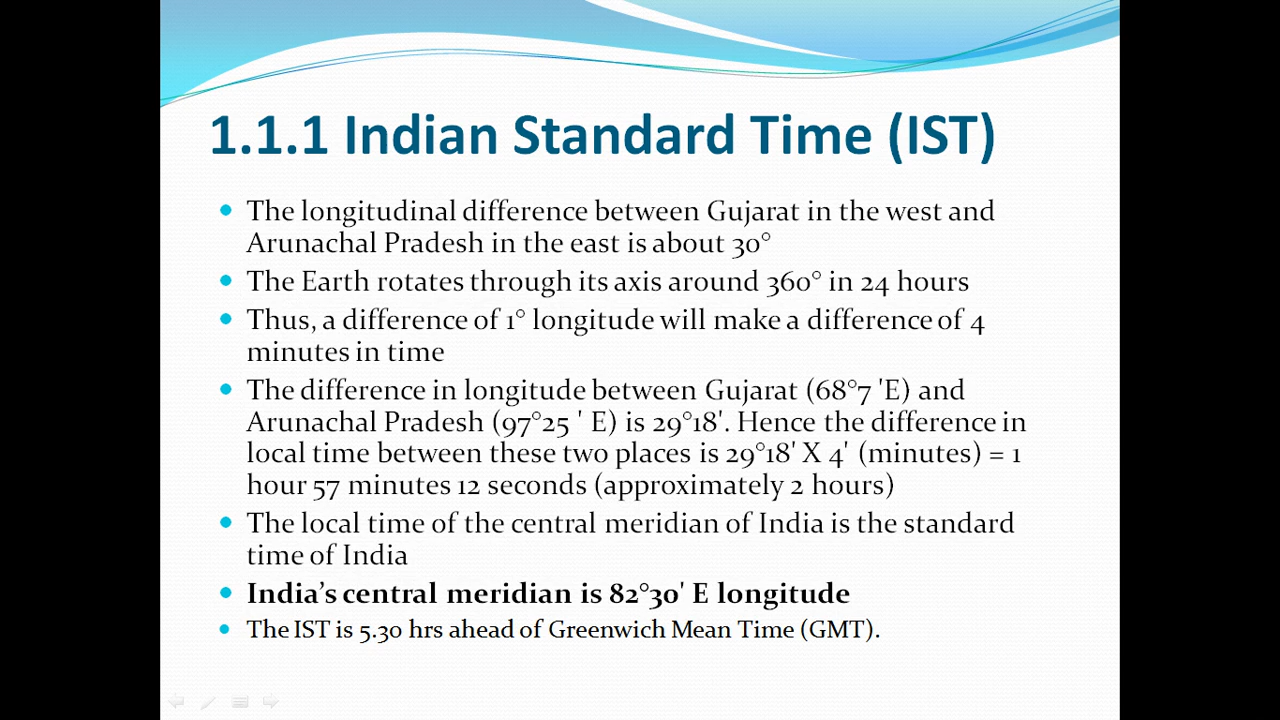 1.1.1 Indian Standard Time (IST)
• The longitudinal difference between Gujarat in the west and
Arunachal Pradesh in the east is about 30°
• The Earth rotates through its axis around 360° in 24 hours
• Thus, a difference of 1° longitude will make a difference of 4
minutes in time
• The difference in longitude between Gujarat (68°7 'E) and
Arunachal Pradesh (97°25 ' E) is 29°18'. Hence the difference in
local time between these two places is 29°18' X 4' (minutes) = 1
hour 57 minutes 12 seconds (approximately 2 hours)
• The local time of the central meridian of India is the standard
time of India
• India’s central meridian is 82°30' E longitude
• The IST is 5.30 hrs ahead of Greenwich Mean Time (GMT).